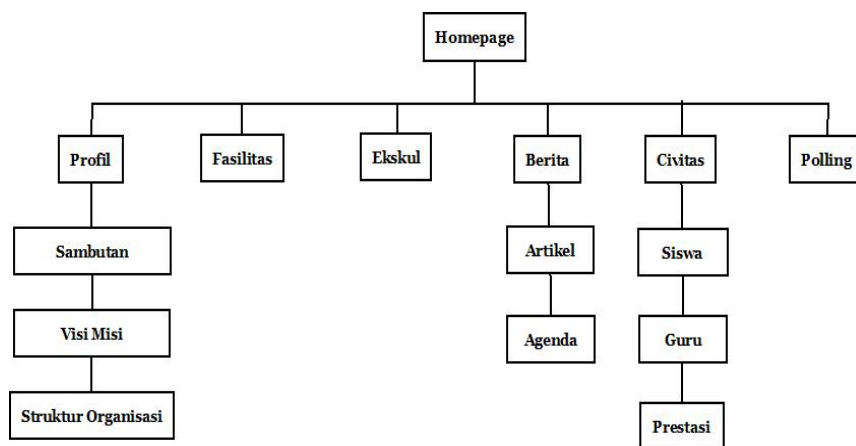 Homepage
Profil
Fasilitas
Ekskul
Berita
Civitas
Polling
Sambutan
Artikel
Siswa
Visi Misi
Agenda
Guru
Struktur Organisasi
Prestasi